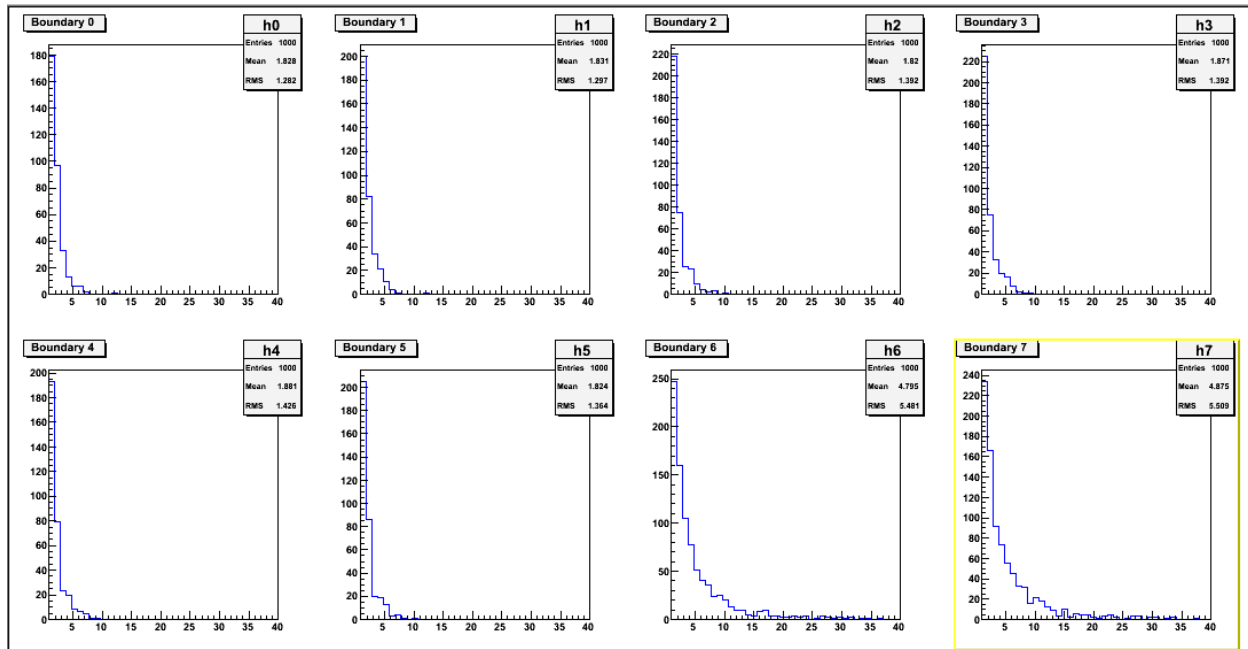 Boundary 0
h0
Entries 1000
Mean 1.828
RMS 1.282
180
160
140
120
100
80
60
40
20
0
5 10 15 20 25 30 35 40
Boundary 1
h1
Entries 1000
Mean 1.831
RMS 1.297
200
180
160
140
120
100
80
60
40
20
0
5 10 15 20 25 30 35 40
Boundary 2
h2
Entries 1000
Mean 1.82
RMS 1.392
220
200
180
160
140
120
100
80
60
40
20
0
5 10 15 20 25 30 35 40
Boundary 3
h3
Entries 1000
Mean 1.871
RMS 1.392
220
200
180
160
140
120
100
80
60
40
20
0
5 10 15 20 25 30 35 40
Boundary 4
h4
Entries 1000
Mean 1.881
RMS 1.426
200
180
160
140
120
100
80
60
40
20
0
5 10 15 20 25 30 35 40
Boundary 5
h5
Entries 1000
Mean 1.824
RMS 1.364
200
180
160
140
120
100
80
60
40
20
0
5 10 15 20 25 30 35 40
Boundary 6
h6
Entries 1000
Mean 4.795
RMS 5.481
250
200
150
100
50
0
5 10 15 20 25 30 35 40
Boundary 7
h7
Entries 1000
Mean 4.875
RMS 5.509
240
220
200
180
160
140
120
100
80
60
40
20
0
5 10 15 20 25 30 35 40